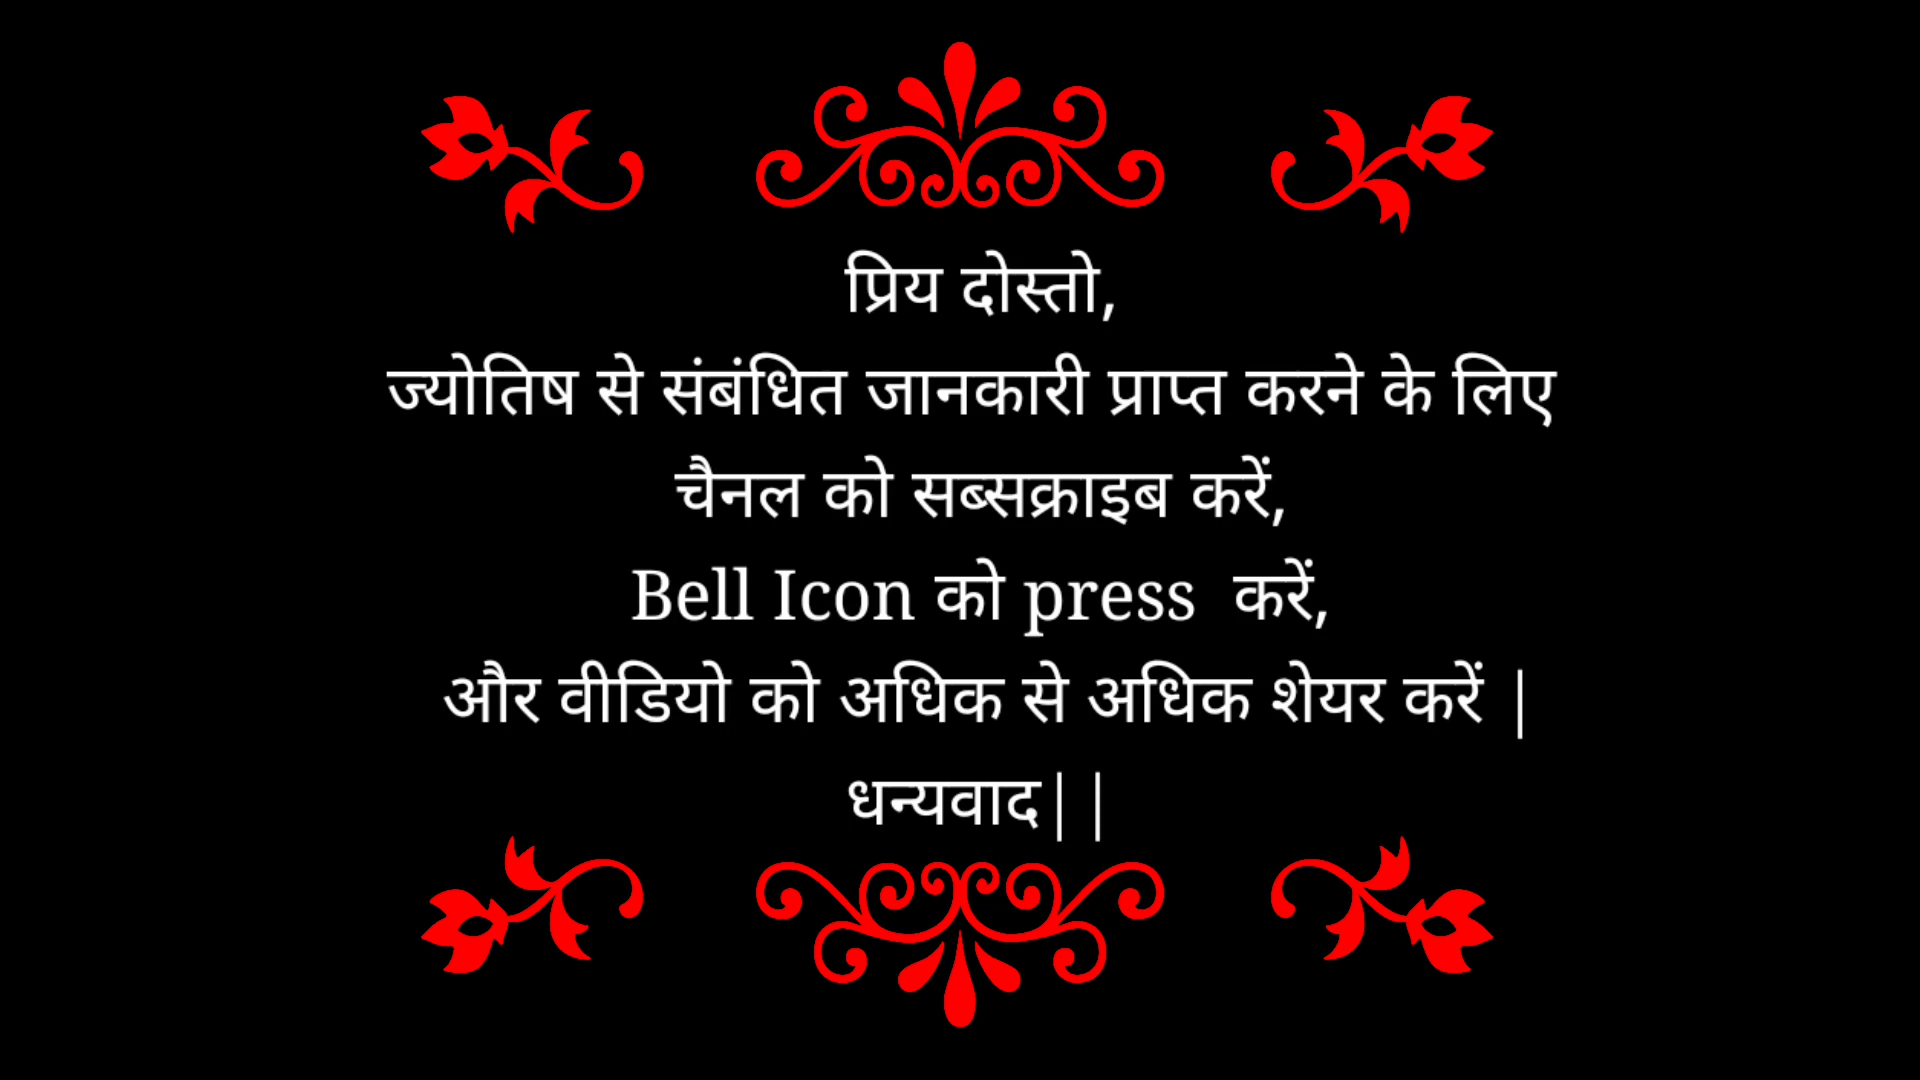 प्रिय दोस्तो,
ज्योतिष से संबंधित जानकारी प्राप्त करने के लिए
चैनल को सब्सक्राइब करें,
Bell Icon को press  करें,
और वीडियो को अधिक से अधिक शेयर करें |
धन्यवाद||